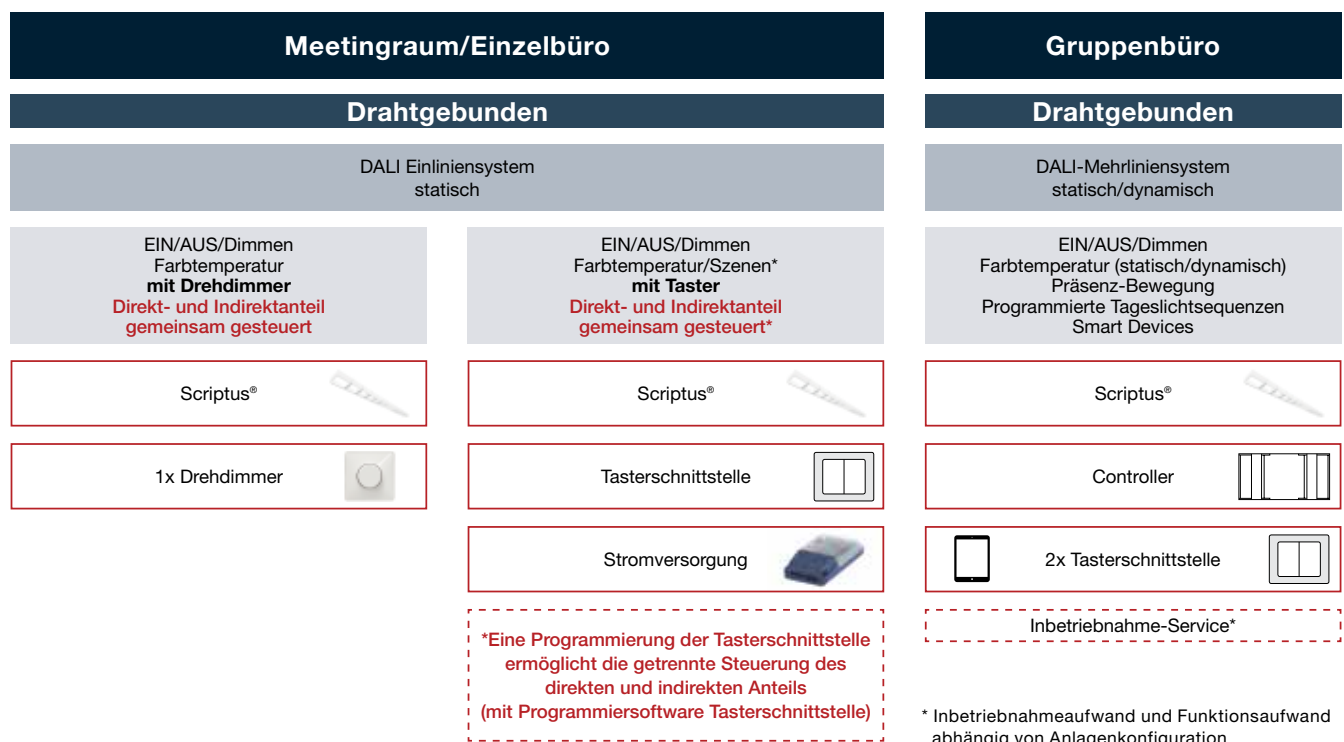 Meetingraum/Einzelbüro
Drahtgebunden
DALI Einliniensystem
statisch
EIN/AUS/Dimmen
Farbtemperatur
mit Drehdimmer
Direkt- und Indirektanteil
gemeinsam gesteuert
Scriptus®
1x Drehdimmer
EIN/AUS/Dimmen
Farbtemperatur/Szenen*
mit Taster
Direkt- und Indirektanteil
gemeinsam gesteuert*
Scriptus®
Tasterschnittstelle
Stromversorgung
*Eine Programmierung der Tasterschnittstelle
ermöglicht die getrennte Steuerung des
direkten und indirekten Anteils
(mit Programmiersoftware Tasterschnittstelle)
Gruppenbüro
Drahtgebunden
DALI-Mehrliniensystem
statisch/dynamisch
EIN/AUS/Dimmen
Farbtemperatur (statisch/dynamisch)
Präsenz-Bewegung
Programmierte Tageslichtsequenzen
Smart Devices
Scriptus®
Controller
2x Tasterschnittstelle
Inbetriebnahme-Service*
* Inbetriebnahmeaufwand und Funktionsaufwand
abhängig von Anlagenkonfiguration